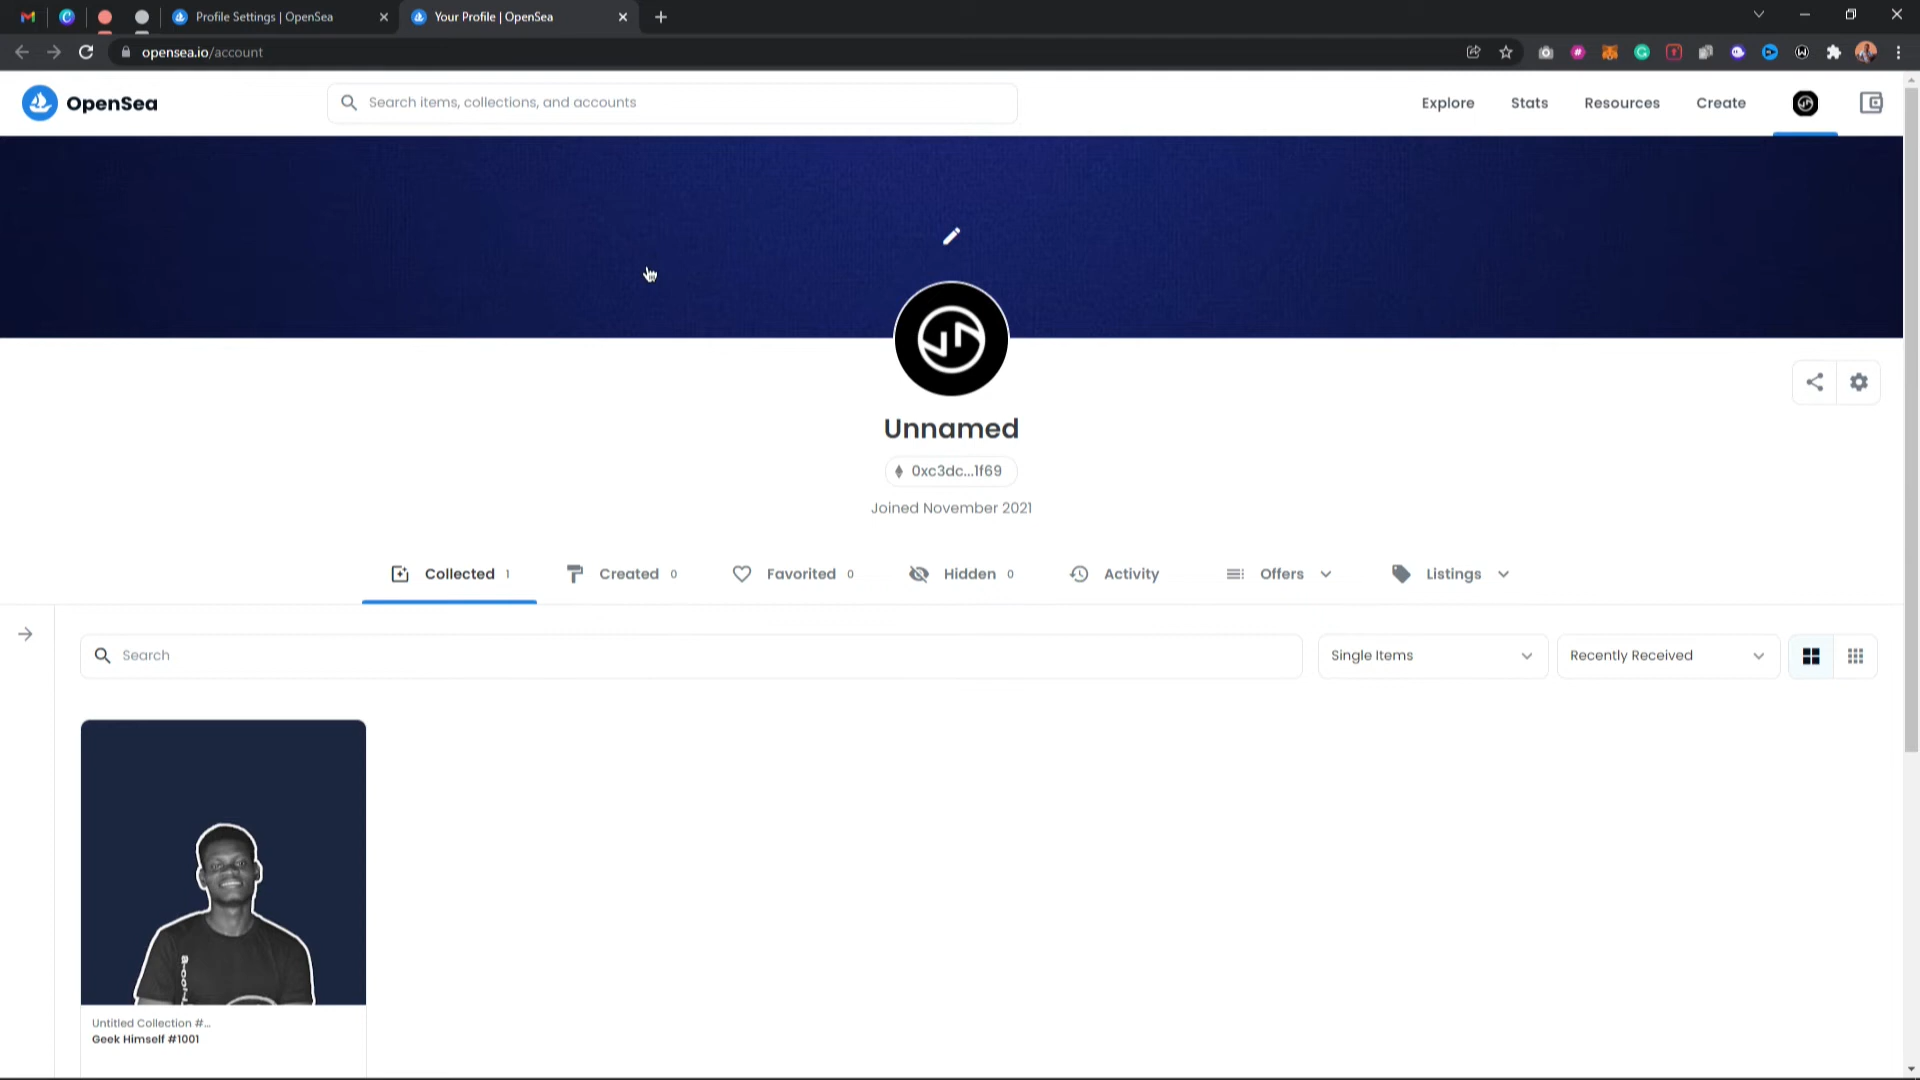 Profile Settings | OpenSea
Your Profile | OpenSea
opensea.io/account
OpenSea
Search items, collections, and accounts
Explore
Stats
Resources
Create
Unnamed
0xc3dc...1f69
Joined November 2021
Collected 1
Created 0
Favorited 0
Hidden 0
Activity
Offers
Listings
Search
Single Items
Recently Received
Untitled Collection #...
Geek Himself #1001